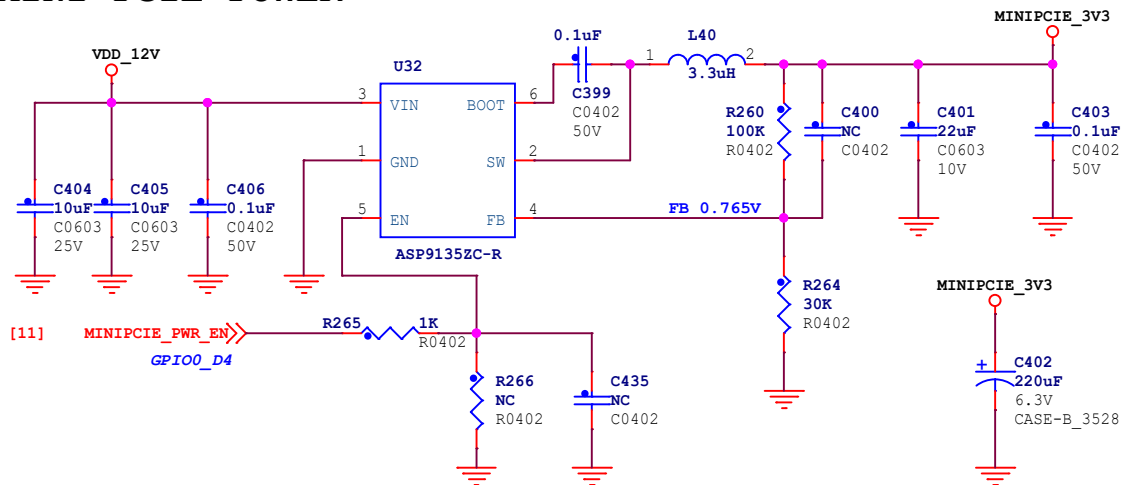 MINIPCIE_3V3
VDD_12V
0.1uF
L40
1 2
3.3uH
U32
C399
C0402
50V
3 VIN BOOT 6
1 GND SW 2
5 EN FB 4
ASP9135ZC-R
R260
100K
R0402
C400
NC
C0402
C401
22uF
C0603
10V
C403
0.1uF
C0402
50V
C404
10uF
C0603
25V
C405
10uF
C0603
25V
C406
0.1uF
C0402
50V
FB 0.765V
R264
30K
R0402
MINIPCIE_3V3
[11] MINIPCIE_PWR_EN
GPIO0_D4
R265 1K
R0402
R266
NC
R0402
C435
NC
C0402
+
C402
220uF
6.3V
CASE-B_3528